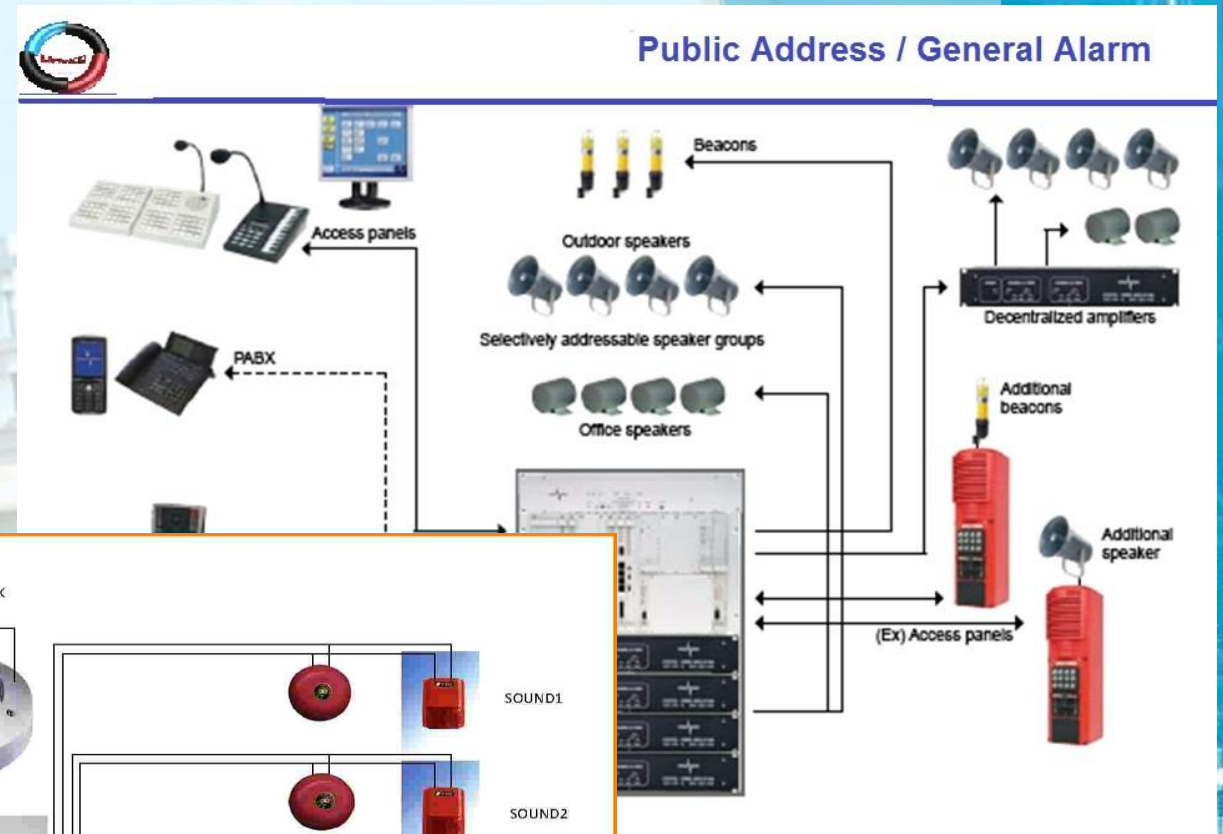 Public Address / General Alarm
Beacons
Access panels
Outdoor speakers
Decentralized amplifiers
Selectively addressable speaker groups
PABX
Additional
beacons
Office speakers
Additional
speaker
(Ex) Access panels
SOUND1
SOUND2